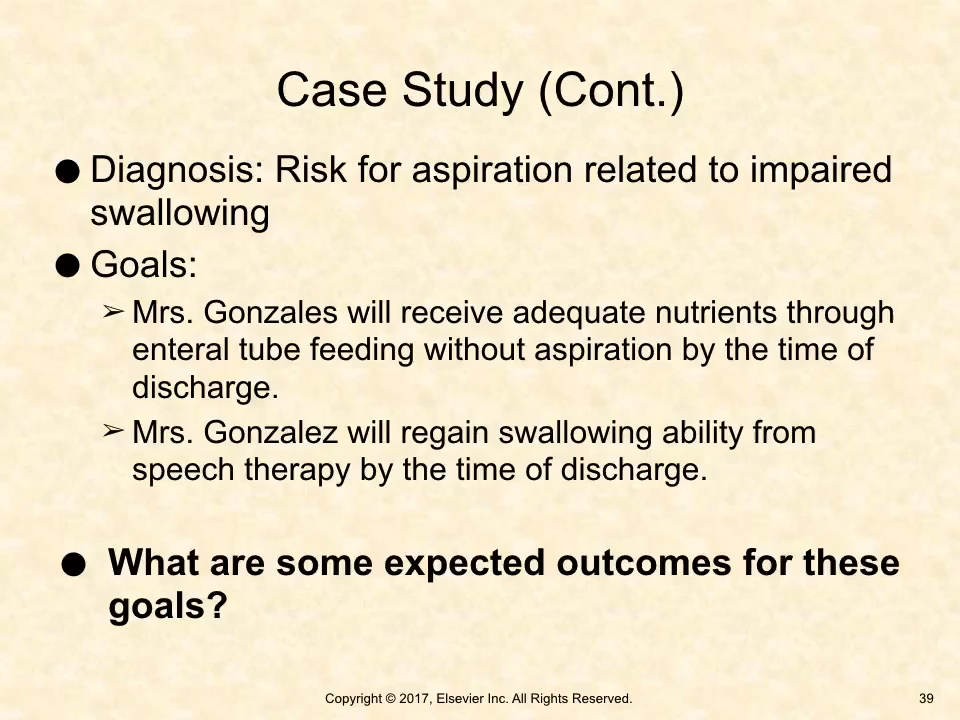 Case Study (Cont.)
● Diagnosis: Risk for aspiration related to impaired
swallowing
● Goals:
➢ Mrs. Gonzales will receive adequate nutrients through
enteral tube feeding without aspiration by the time of
discharge.
➢ Mrs. Gonzalez will regain swallowing ability from
speech therapy by the time of discharge.
● What are some expected outcomes for these
goals?
Copyright © 2017, Elsevier Inc. All Rights Reserved. 39